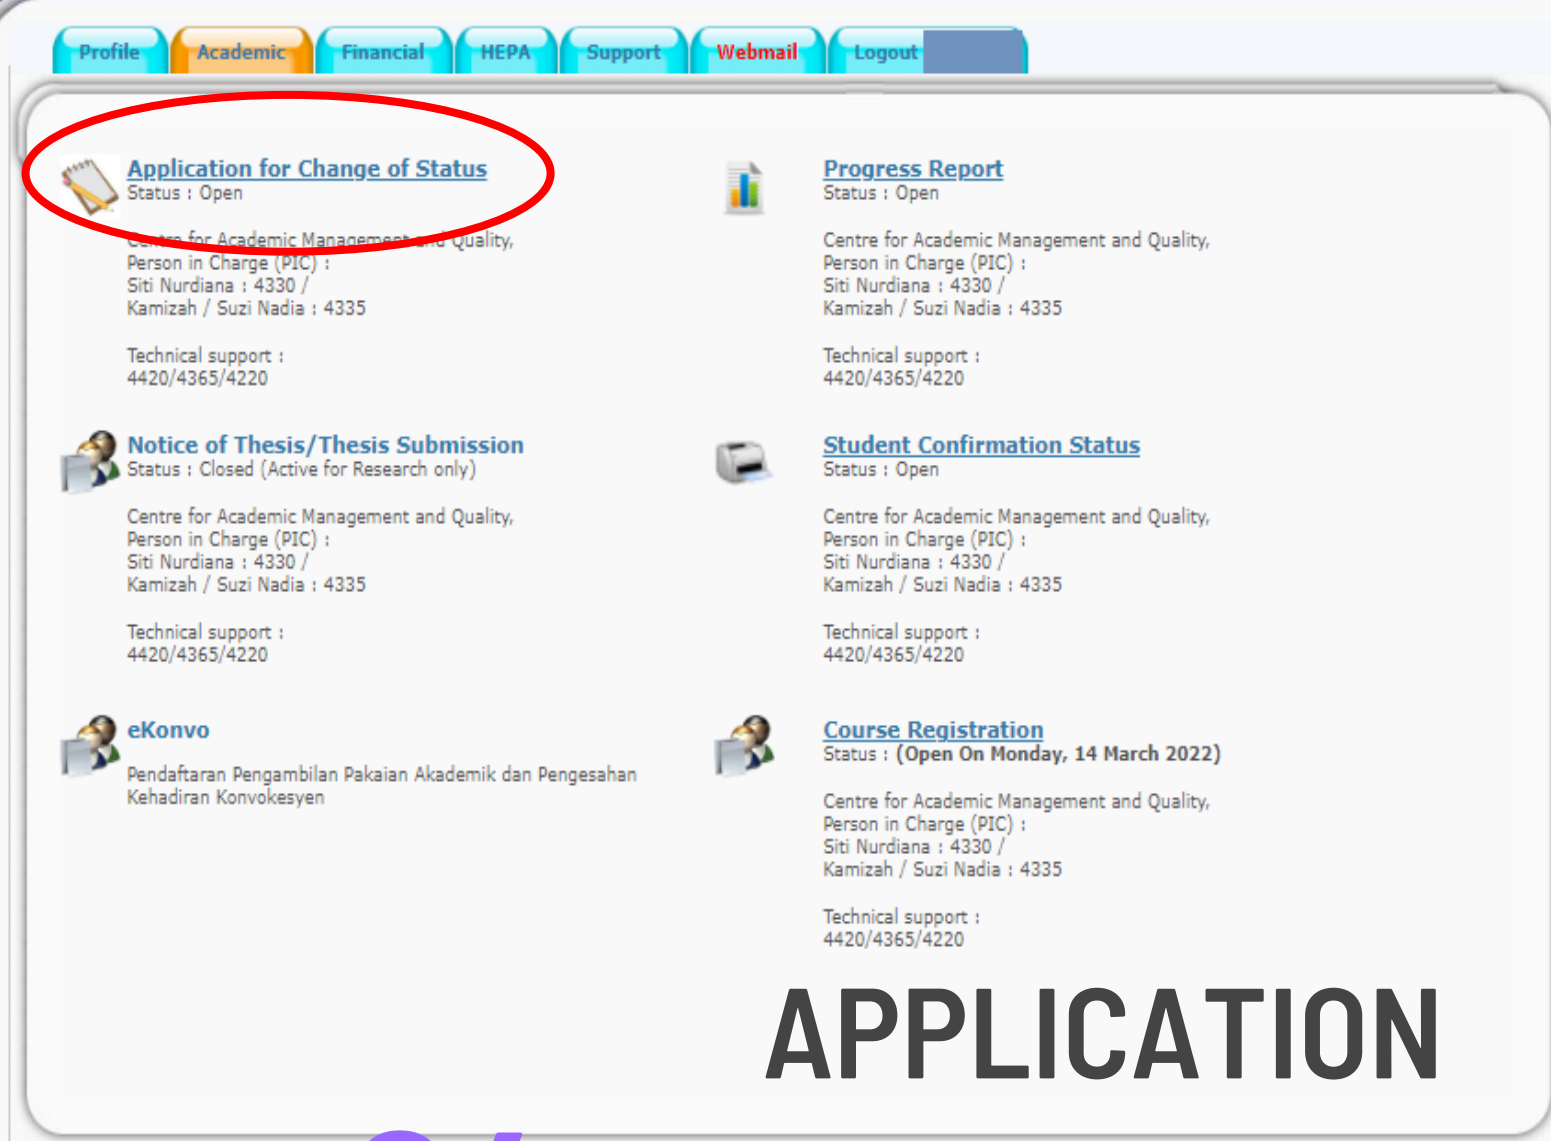 Profile Academic Financial HEPA Support Webmail Logout
Application for Change of Status
Status : Open
Centre for Academic Management and Quality,
Person in Charge (PIC) :
Siti Nurdiana : 4330 /
Kamizah / Suzi Nadia : 4335
Technical support :
4420/4365/4220
Progress Report
Status : Open
Centre for Academic Management and Quality,
Person in Charge (PIC) :
Siti Nurdiana : 4330 /
Kamizah / Suzi Nadia : 4335
Technical support :
4420/4365/4220
Notice of Thesis/Thesis Submission
Status : Closed (Active for Research only)
Centre for Academic Management and Quality,
Person in Charge (PIC) :
Siti Nurdiana : 4330 /
Kamizah / Suzi Nadia : 4335
Technical support :
4420/4365/4220
Student Confirmation Status
Status : Open
Centre for Academic Management and Quality,
Person in Charge (PIC) :
Siti Nurdiana : 4330 /
Kamizah / Suzi Nadia : 4335
Technical support :
4420/4365/4220
eKonvo
Pendaftaran Pengambilan Pakaian Akademik dan Pengesahan
Kehadiran Konvokesyen
Course Registration
Status : (Open On Monday, 14 March 2022)
Centre for Academic Management and Quality,
Person in Charge (PIC) :
Siti Nurdiana : 4330 /
Kamizah / Suzi Nadia : 4335
Technical support :
4420/4365/4220
APPLICATION